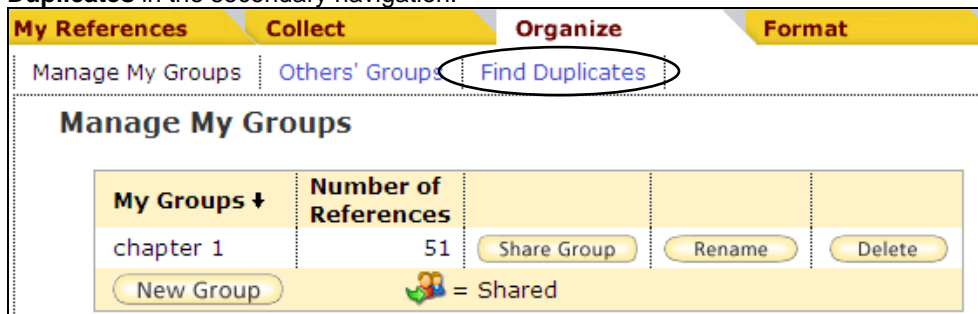 Duplicates in the secondary navigation.
My References Collect Organize Format
Manage My Groups Others' Groups Find Duplicates
Manage My Groups
My Groups Number of References
chapter 1 51 Share Group Rename Delete
New Group = Shared